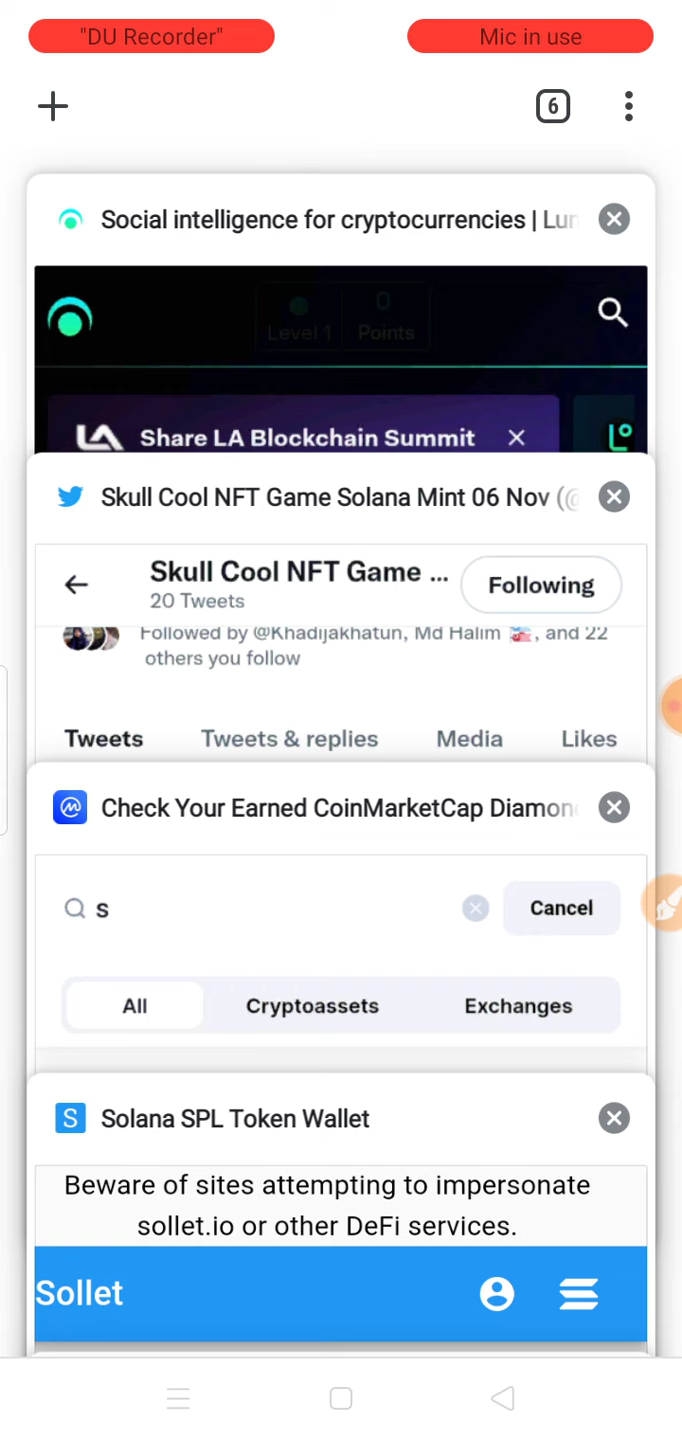 "DU Recorder"
Mic in use
6
Social intelligence for cryptocurrencies | Lun
Level 1
0
Points
LA Share LA Blockchain Summit
Skull Cool NFT Game Solana Mint 06 Nov (@
Skull Cool NFT Game ...
20 Tweets
Following
Followed by @Khadijakhatun, Md Halim, and 22
others you follow
Tweets
Tweets & replies
Media
Likes
Check Your Earned CoinMarketCap Diamon
s
Cancel
All
Cryptoassets
Exchanges
S Solana SPL Token Wallet
Beware of sites attempting to impersonate
sollet.io or other DeFi services.
Sollet